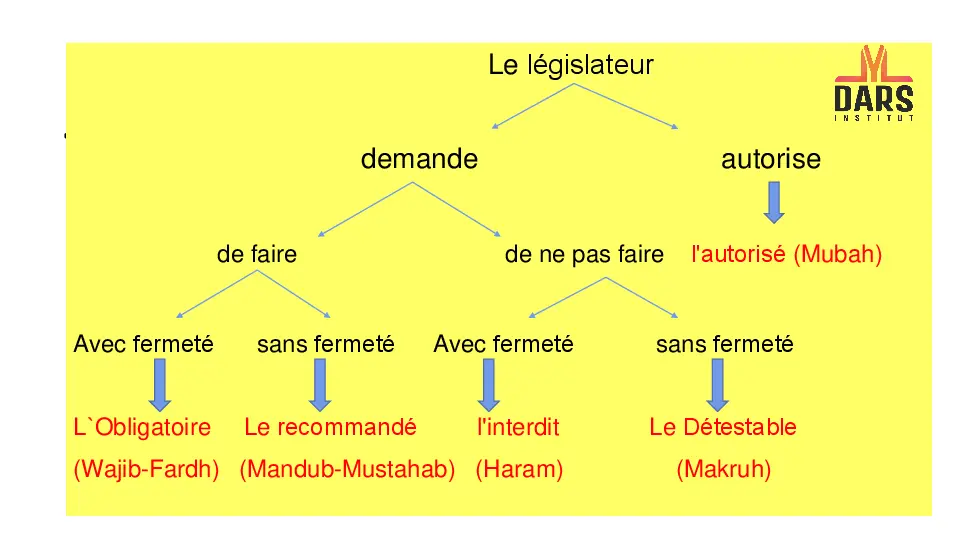 Le législateur
DARS
INSTITUT
demande
autorise
de faire
de ne pas faire
l'autorisé (Mubah)
Avec fermeté
sans fermeté
Avec fermeté
sans fermeté
L`Obligatoire
Le recommandé
l'interdit
Le Détestable
(Wajib-Fardh)
(Mandub-Mustahab)
(Haram)
(Makruh)